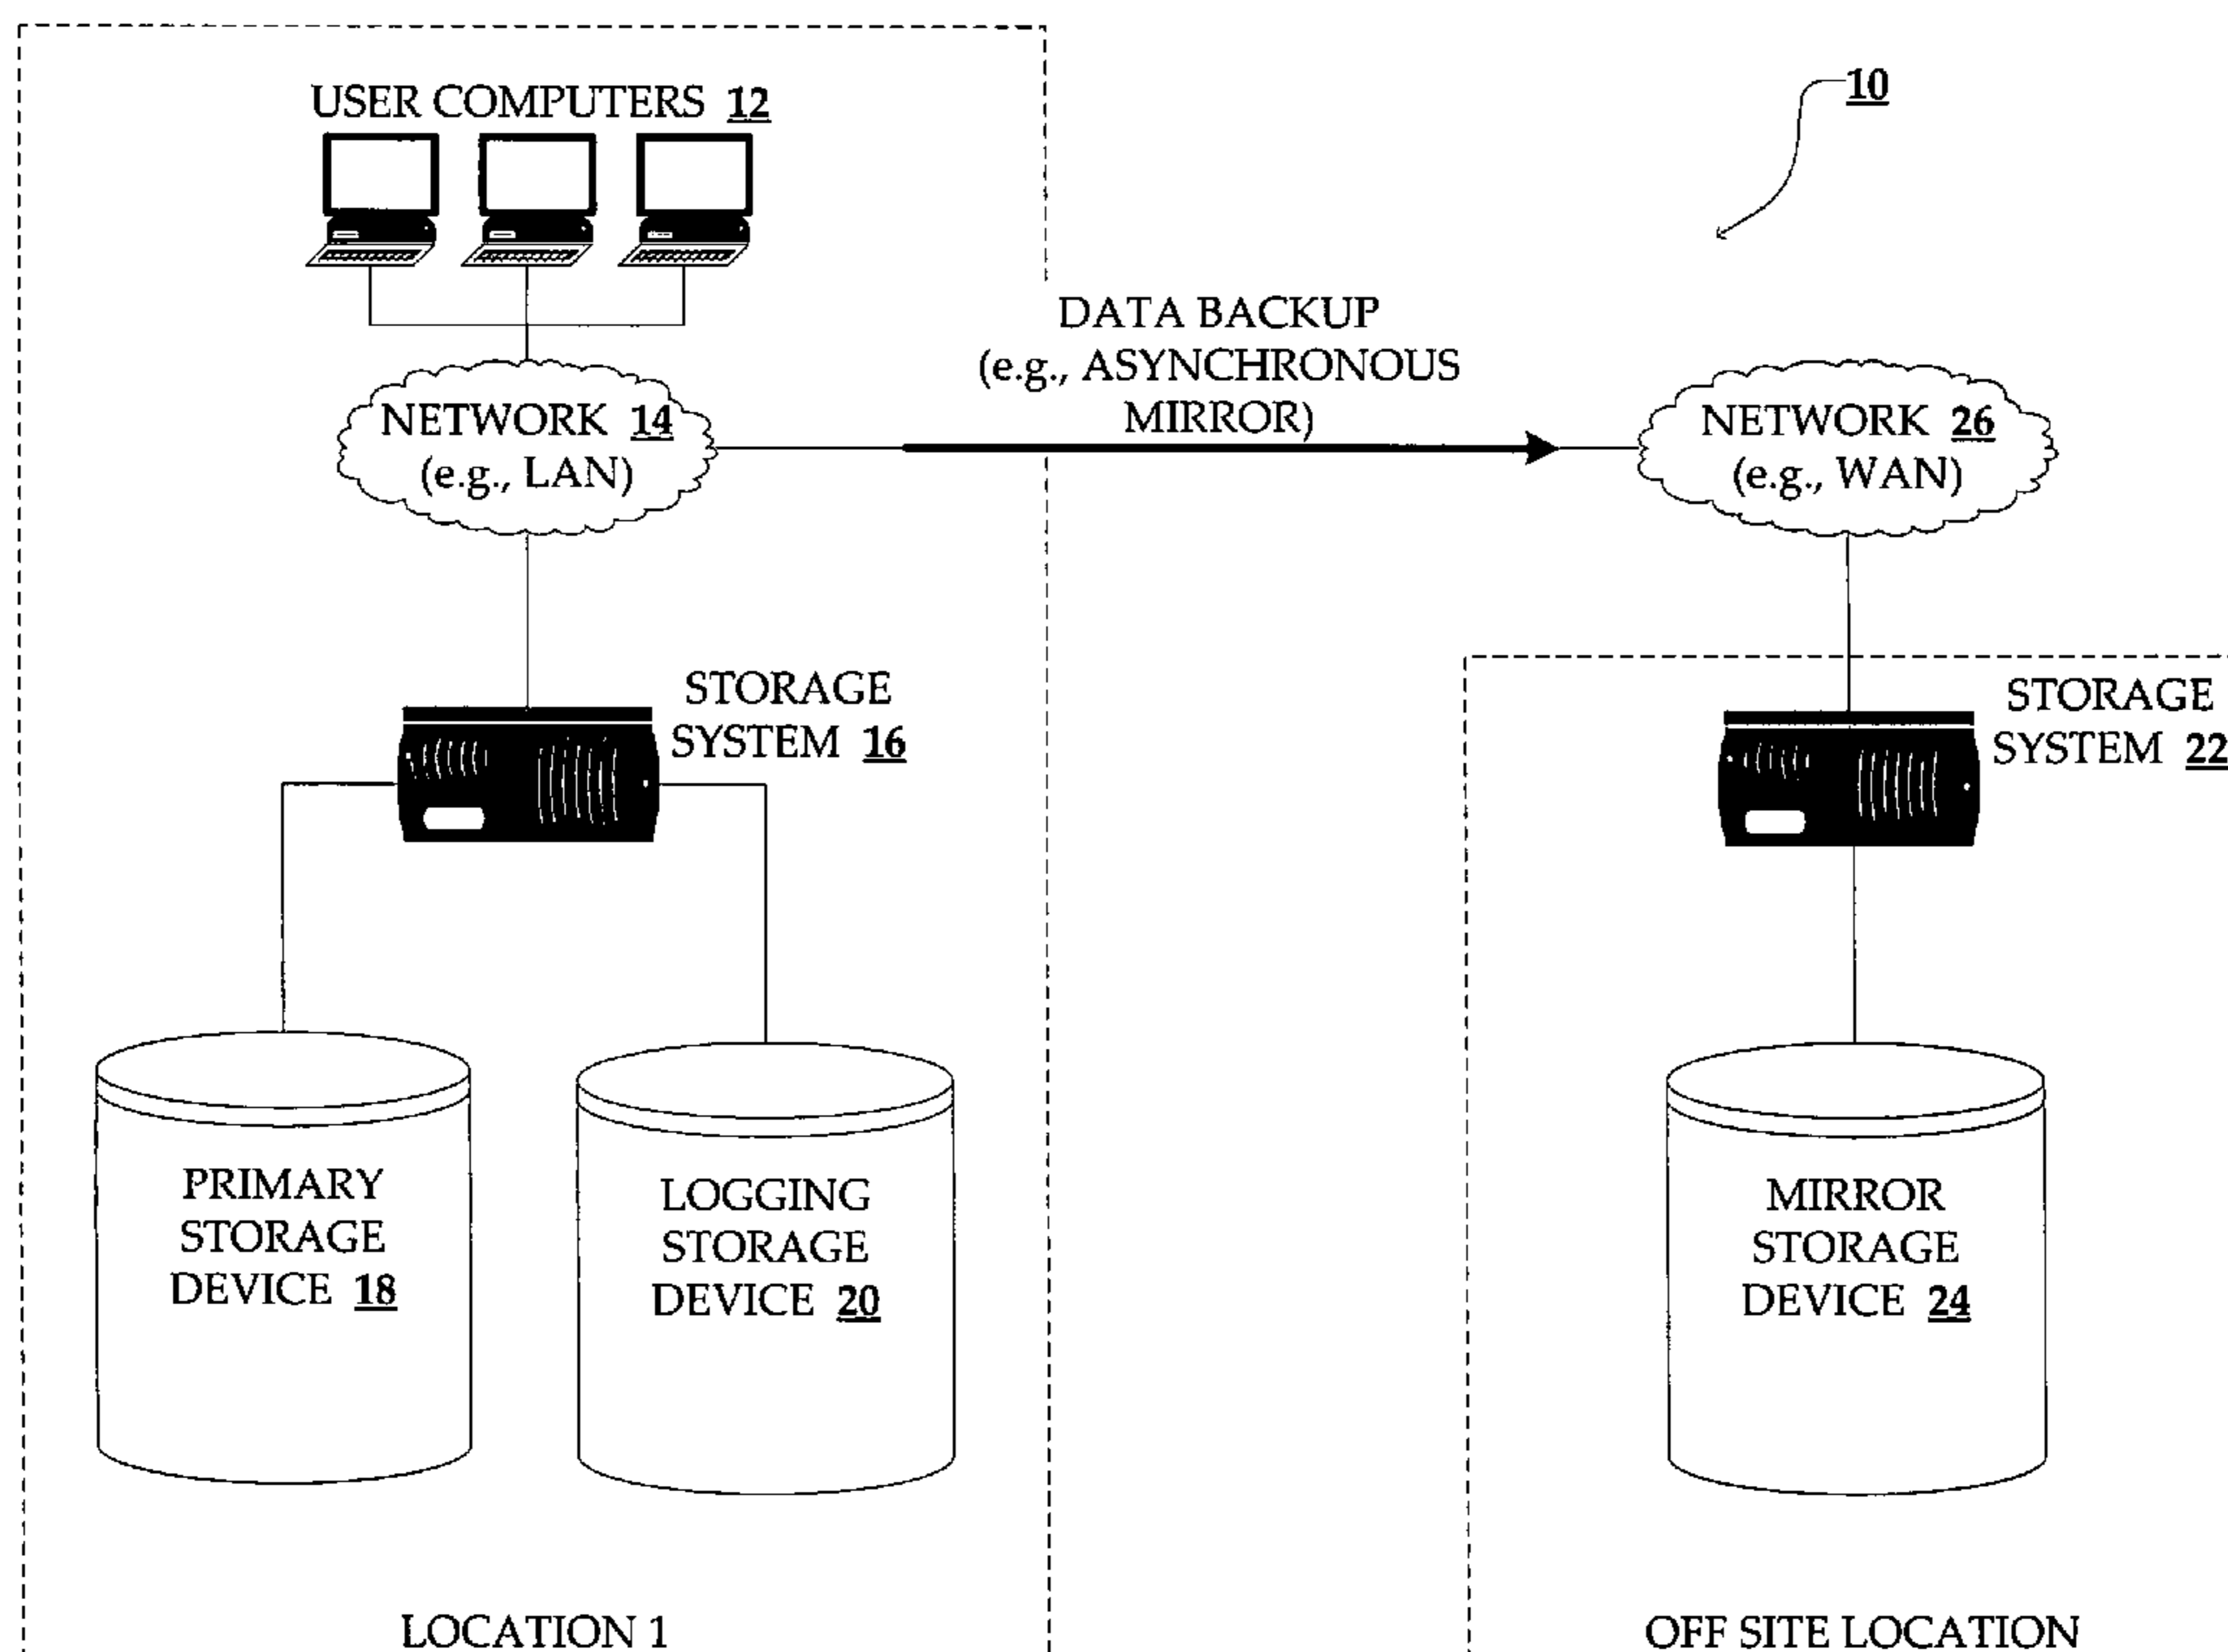 USER COMPUTERS 12
10
DATA BACKUP
(e.g., ASYNCHRONOUS
MIRROR)
NETWORK 14
(e.g., LAN)
NETWORK 26
(e.g., WAN)
STORAGE
SYSTEM 16
STORAGE
SYSTEM 22
PRIMARY
STORAGE
DEVICE 18
LOGGING
STORAGE
DEVICE 20
MIRROR
STORAGE
DEVICE 24
LOCATION 1
OFF SITE LOCATION